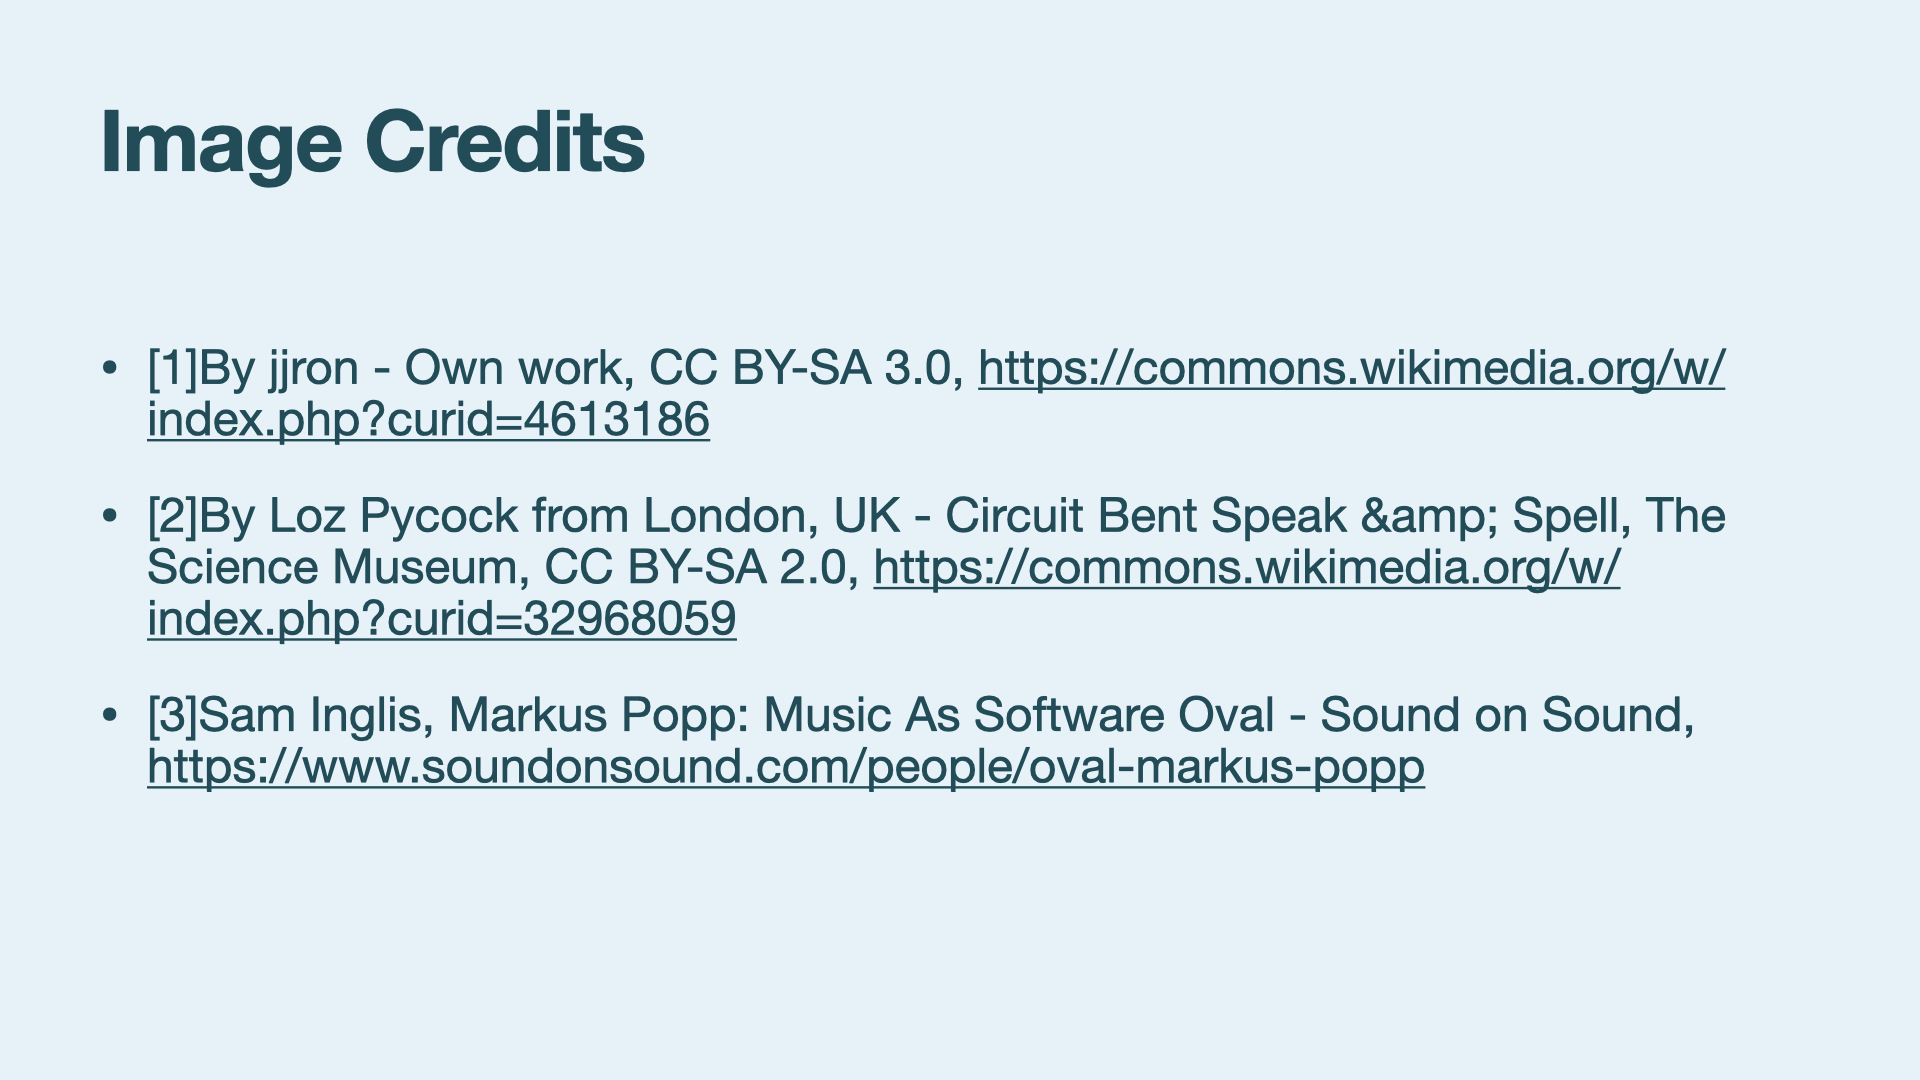 Image Credits
• [1]By jjron - Own work, CC BY-SA 3.0, https://commons.wikimedia.org/w/
index.php?curid=4613186
• [2]By Loz Pycock from London, UK - Circuit Bent Speak &amp; Spell, The
Science Museum, CC BY-SA 2.0, https://commons.wikimedia.org/w/
index.php?curid=32968059
• [3]Sam Inglis, Markus Popp: Music As Software Oval - Sound on Sound,
https://www.soundonsound.com/people/oval-markus-popp